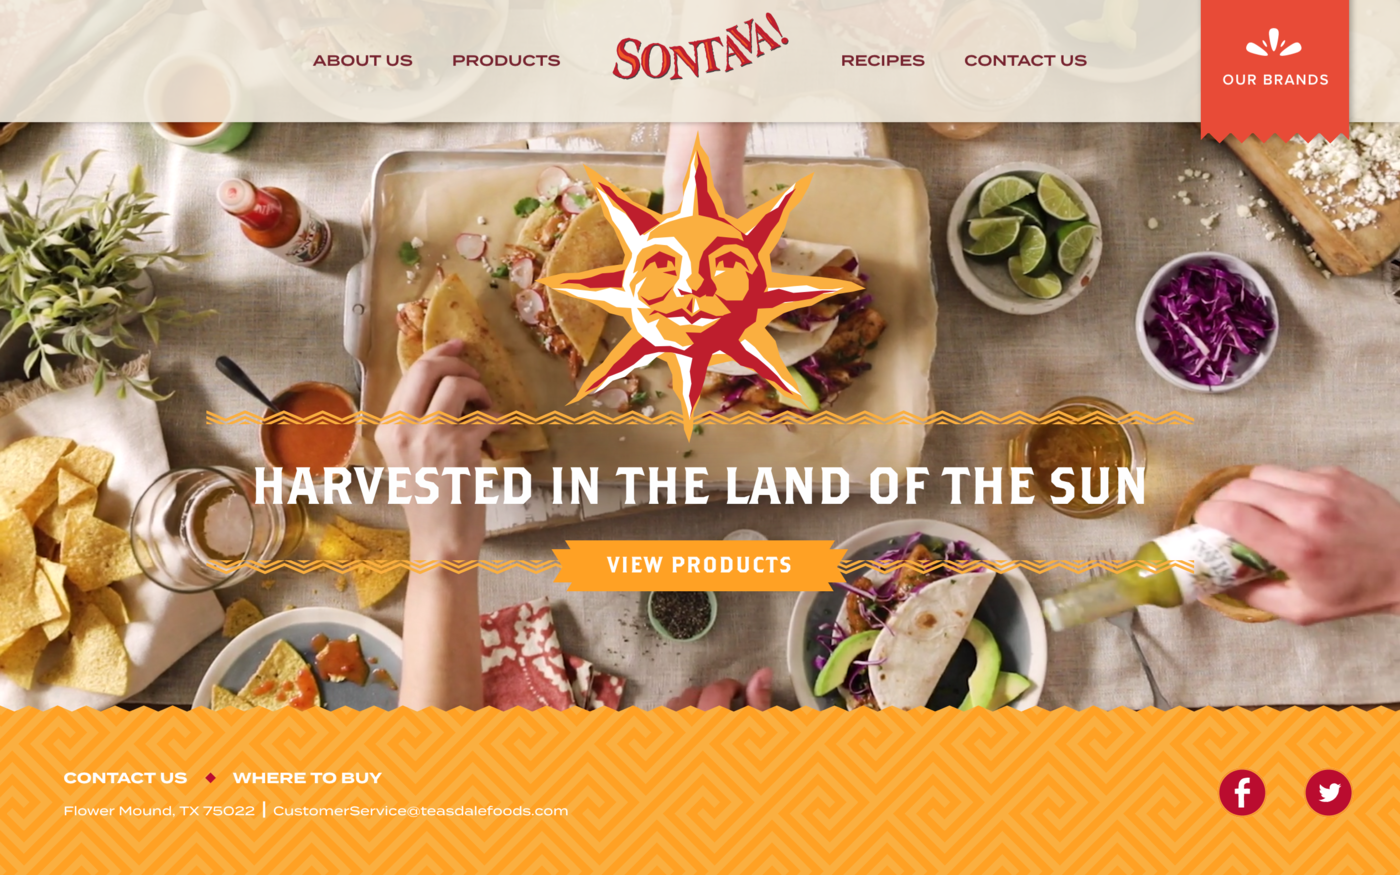 ABOUT US
PRODUCTS
SONTAVA!
RECIPES
CONTACT US
OUR BRANDS
HARVESTED IN THE LAND OF THE SUN
VIEW PRODUCTS
CONTACT US ◆ WHERE TO BUY
Flower Mound, TX 75022 | CustomerService@teasdalefoods.com